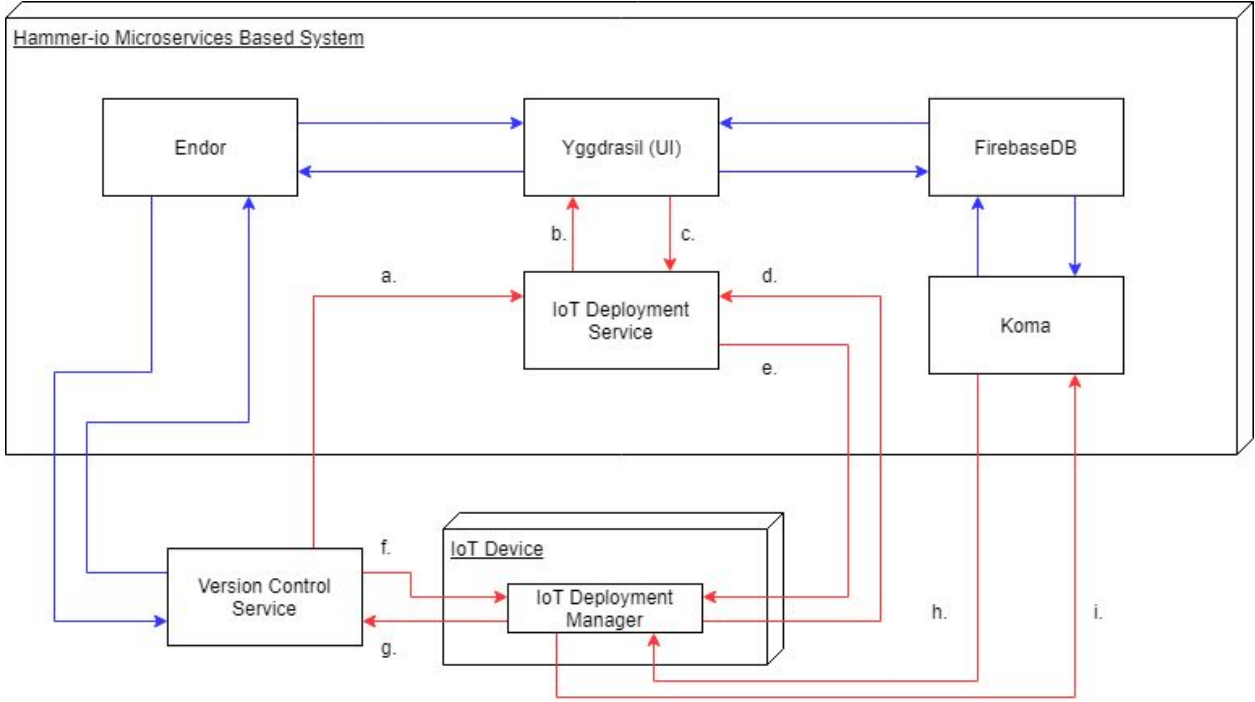 Hammer-io Microservices Based System
Endor
Yggdrasil (UI)
FirebaseDB
b.
c.
a.
d.
IoT Deployment
Service
Koma
e.
f.
IoT Device
Version Control
Service
IoT Deployment
Manager
h.
i.
g.